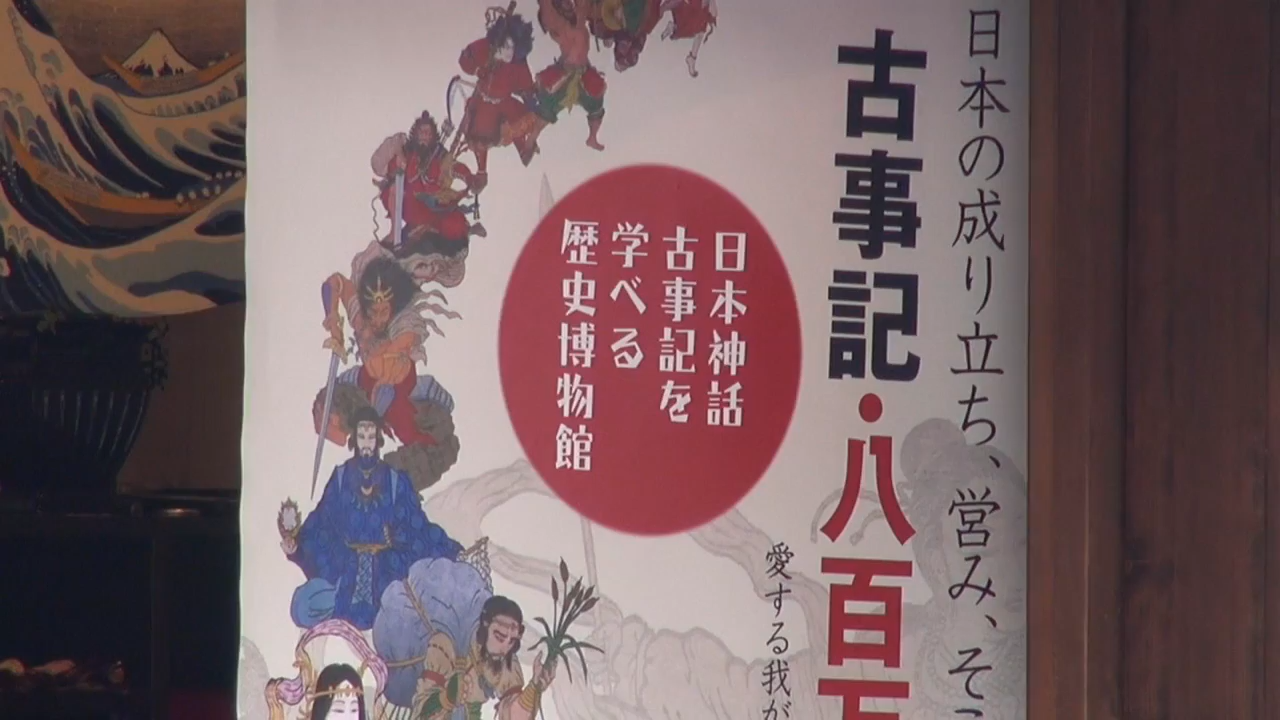 日本の成り立ち、営み、そ
古事記・八百万
日本神話
古事記を
学べる
歴史博物館
愛する我が